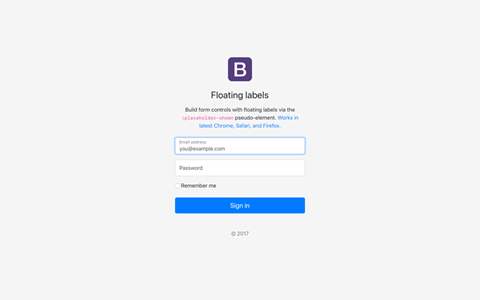 B
Floating labels
Build form controls with floating labels via the
:placeholder-shown pseudo-element. Works in
latest Chrome, Safari, and Firefox.
Email address
you@example.com
Password
Remember me
Sign in
© 2017